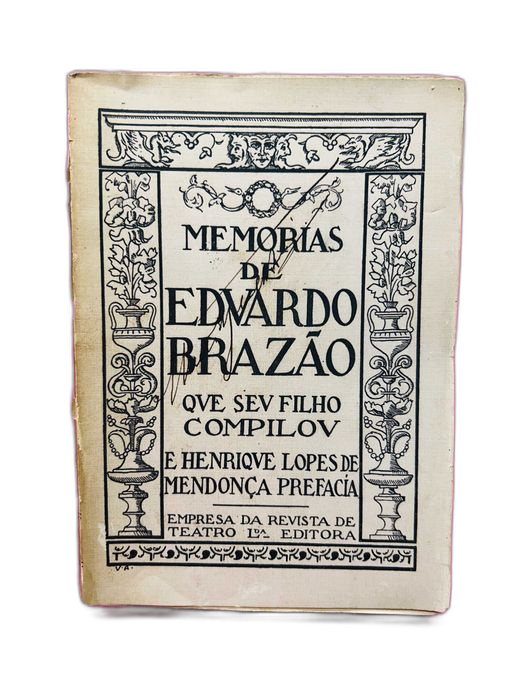 MEMORIAS
DE
EDVARDO
BRAZÃO
QVE SEV FILHO
COMPILOV
E HENRIQVE LOPES DE
MENDONÇA PREFACÍA
EMPRESA DA REVISTA DE
TEATRO LDA. EDITORA
V. A.